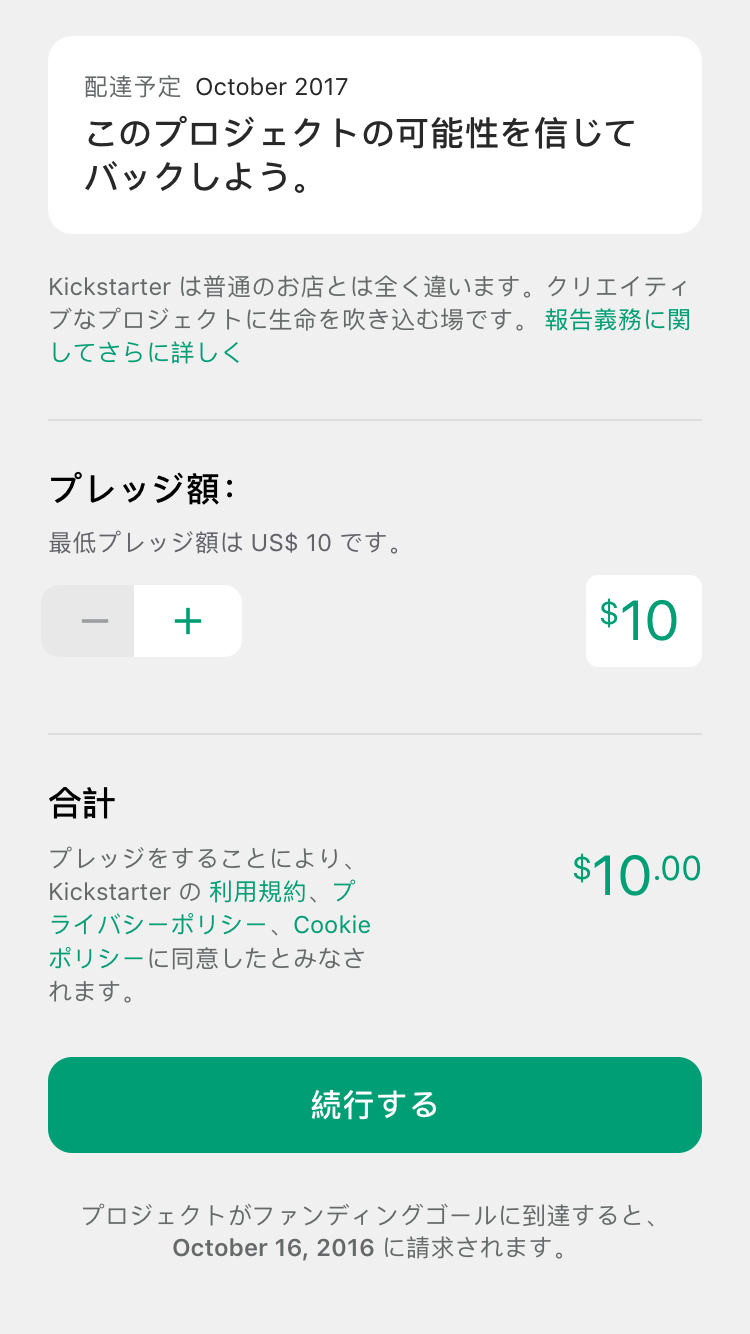 配達予定 October 2017
このプロジェクトの可能性を信じて
バックしよう。
Kickstarter は普通のお店とは全く違います。クリエイティ
ブなプロジェクトに生命を吹き込む場です。 報告義務に関
してさらに詳しく
プレッジ額：
最低プレッジ額は US$ 10 です。
− +
$10
合計
プレッジをすることにより、
Kickstarter の 利用規約、プ
ライバシーポリシー、Cookie
ポリシーに同意したとみなさ
れます。
$10.00
続行する
プロジェクトがファンディングゴールに到達すると、
October 16, 2016 に請求されます。